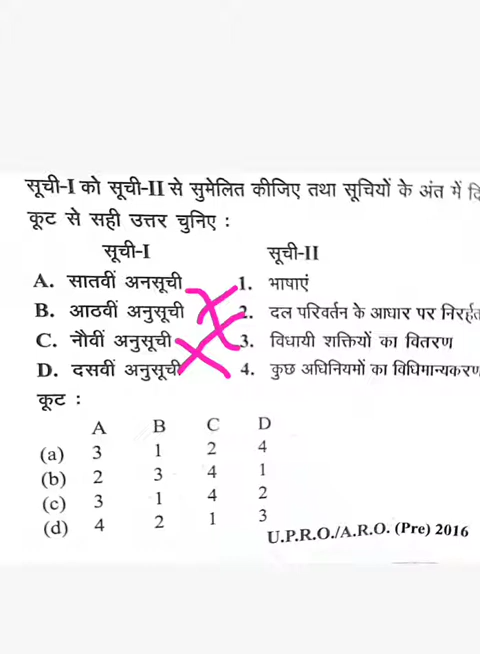 सूची-I को सूची-II से सुमेलित कीजिए तथा सूचियों के अंत में
कूट से सही उत्तर चुनिए :
सूची-I सूची-II
A. सातवीं अनसूची 1. भाषाएं
B. आठवीं अनुसूची 2. दल परिवर्तन के आधार पर
C. नौवीं अनुसूची 3. विधायी शक्तियों का वितरण
D. दसवीं अनुसूची 4. कुछ अधिनियमों का विधिमान्यकरण
कूट :
A B C D
(a) 3 1 2 4
(b) 2 3 4 1
(c) 3 1 4 2
(d) 4 2 1 3
U.P.R.O./A.R.O. (Pre) 2016